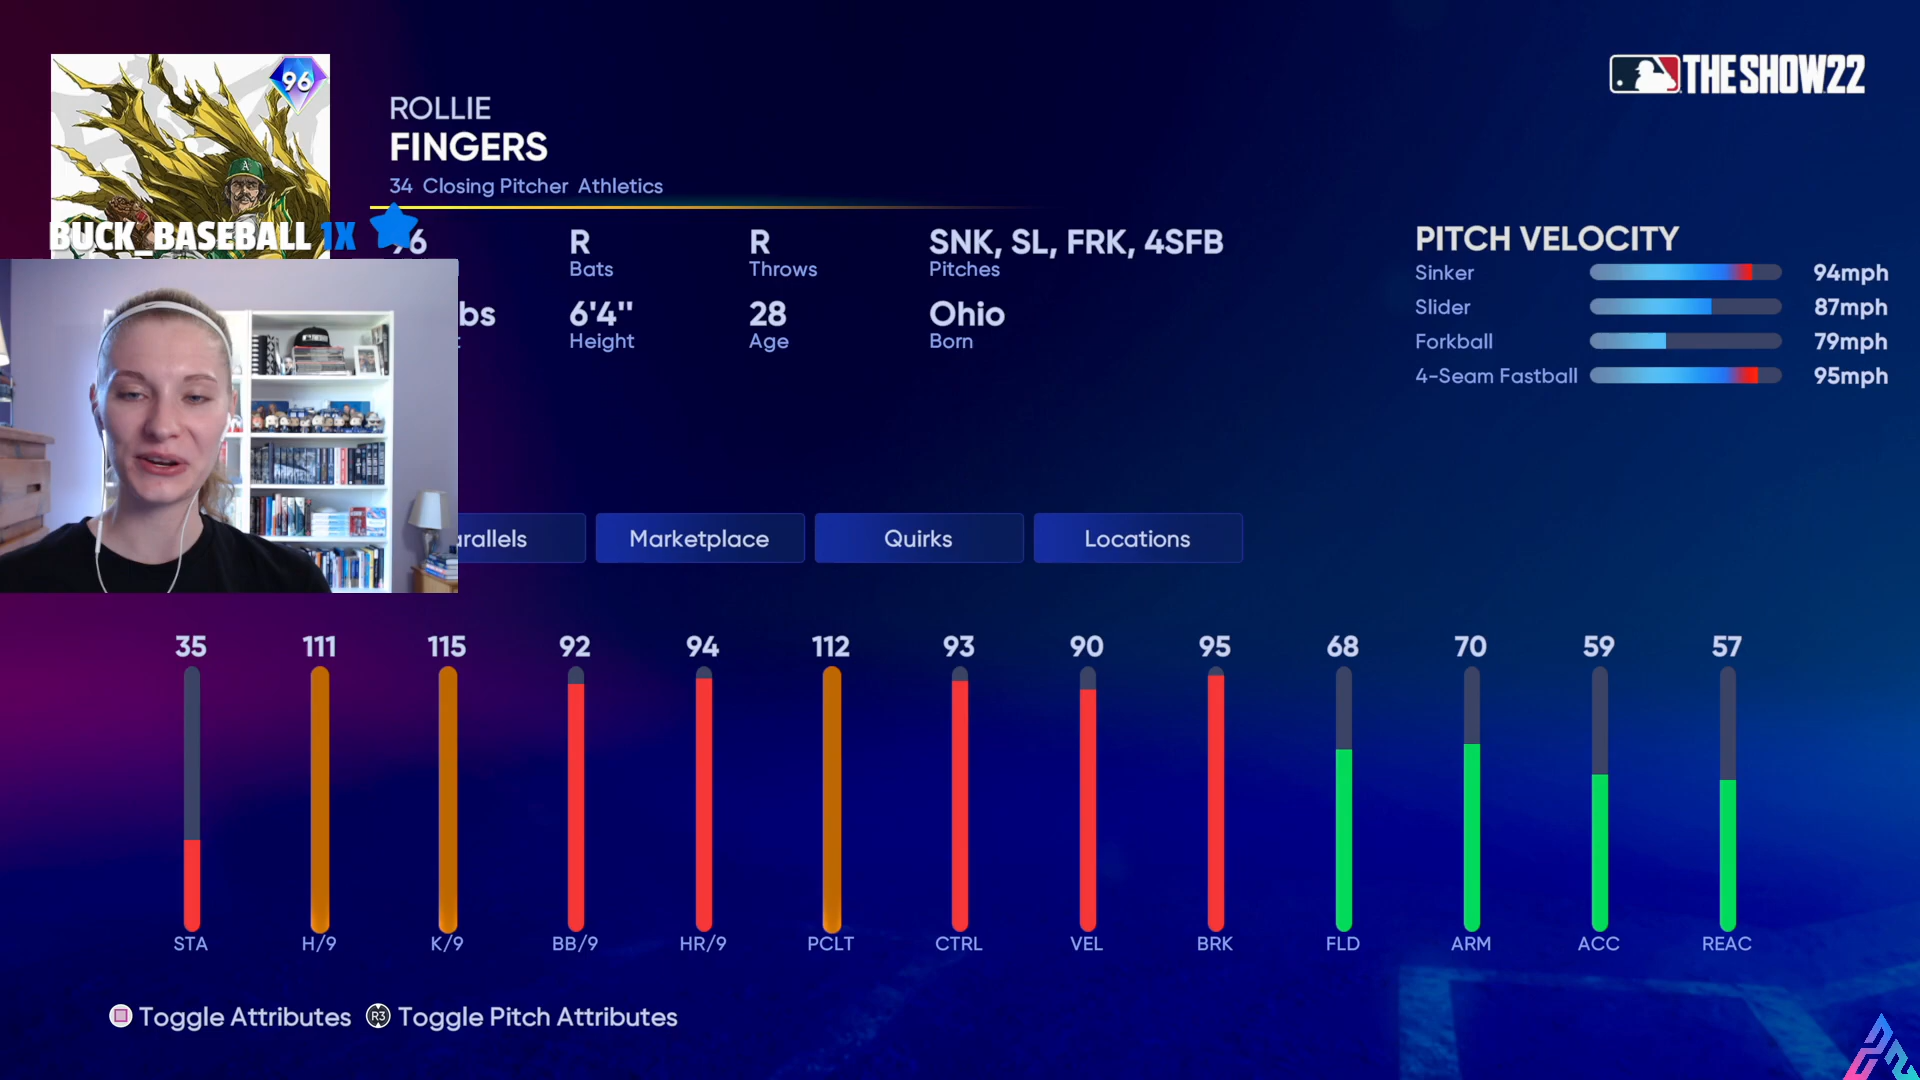 96
THE SHOW 22
ROLLIE
FINGERS
34 Closing Pitcher Athletics
BUCK_BASEBALL 1X
96
R
Bats
R
Throws
SNK, SL, FRK, 4SFB
Pitches
bs
6'4"
Height
28
Age
Ohio
Born
PITCH VELOCITY
Sinker 94mph
Slider 87mph
Forkball 79mph
4-Seam Fastball 95mph
arallels Marketplace Quirks Locations
35 111 115 92 94 112 93 90 95 68 70 59 57
STA H/9 K/9 BB/9 HR/9 PCLT CTRL VEL BRK FLD ARM ACC REAC
Toggle Attributes R3 Toggle Pitch Attributes